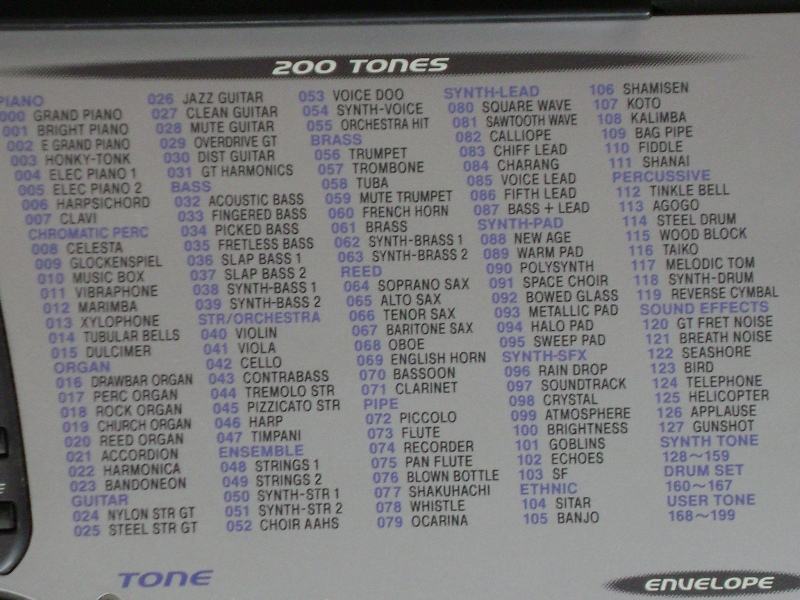 200 TONES
PIANO
000 GRAND PIANO
001 BRIGHT PIANO
002 E GRAND PIANO
003 HONKY-TONK
004 ELEC PIANO 1
005 ELEC PIANO 2
006 HARPSICHORD
007 CLAVI
CHROMATIC PERC
008 CELESTA
009 GLOCKENSPIEL
010 MUSIC BOX
011 VIBRAPHONE
012 MARIMBA
013 XYLOPHONE
014 TUBULAR BELLS
015 DULCIMER
ORGAN
016 DRAWBAR ORGAN
017 PERC ORGAN
018 ROCK ORGAN
019 CHURCH ORGAN
020 REED ORGAN
021 ACCORDION
022 HARMONICA
023 BANDONEON
GUITAR
024 NYLON STR GT
025 STEEL STR GT
026 JAZZ GUITAR
027 CLEAN GUITAR
028 MUTE GUITAR
029 OVERDRIVE GT
030 DIST GUITAR
031 GT HARMONICS
BASS
032 ACOUSTIC BASS
033 FINGERED BASS
034 PICKED BASS
035 FRETLESS BASS
036 SLAP BASS 1
037 SLAP BASS 2
038 SYNTH-BASS 1
039 SYNTH-BASS 2
STR/ORCHESTRA
040 VIOLIN
041 VIOLA
042 CELLO
043 CONTRABASS
044 TREMOLO STR
045 PIZZICATO STR
046 HARP
047 TIMPANI
ENSEMBLE
048 STRINGS 1
049 STRINGS 2
050 SYNTH-STR 1
051 SYNTH-STR 2
052 CHOIR AAHS
053 VOICE DOO
054 SYNTH-VOICE
055 ORCHESTRA HIT
BRASS
056 TRUMPET
057 TROMBONE
058 TUBA
059 MUTE TRUMPET
060 FRENCH HORN
061 BRASS
062 SYNTH-BRASS 1
063 SYNTH-BRASS 2
REED
064 SOPRANO SAX
065 ALTO SAX
066 TENOR SAX
067 BARITONE SAX
068 OBOE
069 ENGLISH HORN
070 BASSOON
071 CLARINET
PIPE
072 PICCOLO
073 FLUTE
074 RECORDER
075 PAN FLUTE
076 BLOWN BOTTLE
077 SHAKUHACHI
078 WHISTLE
079 OCARINA
SYNTH-LEAD
080 SQUARE WAVE
081 SAWTOOTH WAVE
082 CALLIOPE
083 CHIFF LEAD
084 CHARANG
085 VOICE LEAD
086 FIFTH LEAD
087 BASS + LEAD
SYNTH-PAD
088 NEW AGE
089 WARM PAD
090 POLYSYNTH
091 SPACE CHOIR
092 BOWED GLASS
093 METALLIC PAD
094 HALO PAD
095 SWEEP PAD
SYNTH-SFX
096 RAIN DROP
097 SOUNDTRACK
098 CRYSTAL
099 ATMOSPHERE
100 BRIGHTNESS
101 GOBLINS
102 ECHOES
103 SF
ETHNIC
104 SITAR
105 BANJO
106 SHAMISEN
107 KOTO
108 KALIMBA
109 BAG PIPE
110 FIDDLE
111 SHANAI
PERCUSSIVE
112 TINKLE BELL
113 AGOGO
114 STEEL DRUM
115 WOOD BLOCK
116 TAIKO
117 MELODIC TOM
118 SYNTH-DRUM
119 REVERSE CYMBAL
SOUND EFFECTS
120 GT FRET NOISE
121 BREATH NOISE
122 SEASHORE
123 BIRD
124 TELEPHONE
125 HELICOPTER
126 APPLAUSE
127 GUNSHOT
SYNTH TONE
128~159
DRUM SET
160~167
USER TONE
168~199
TONE
ENVELOPE